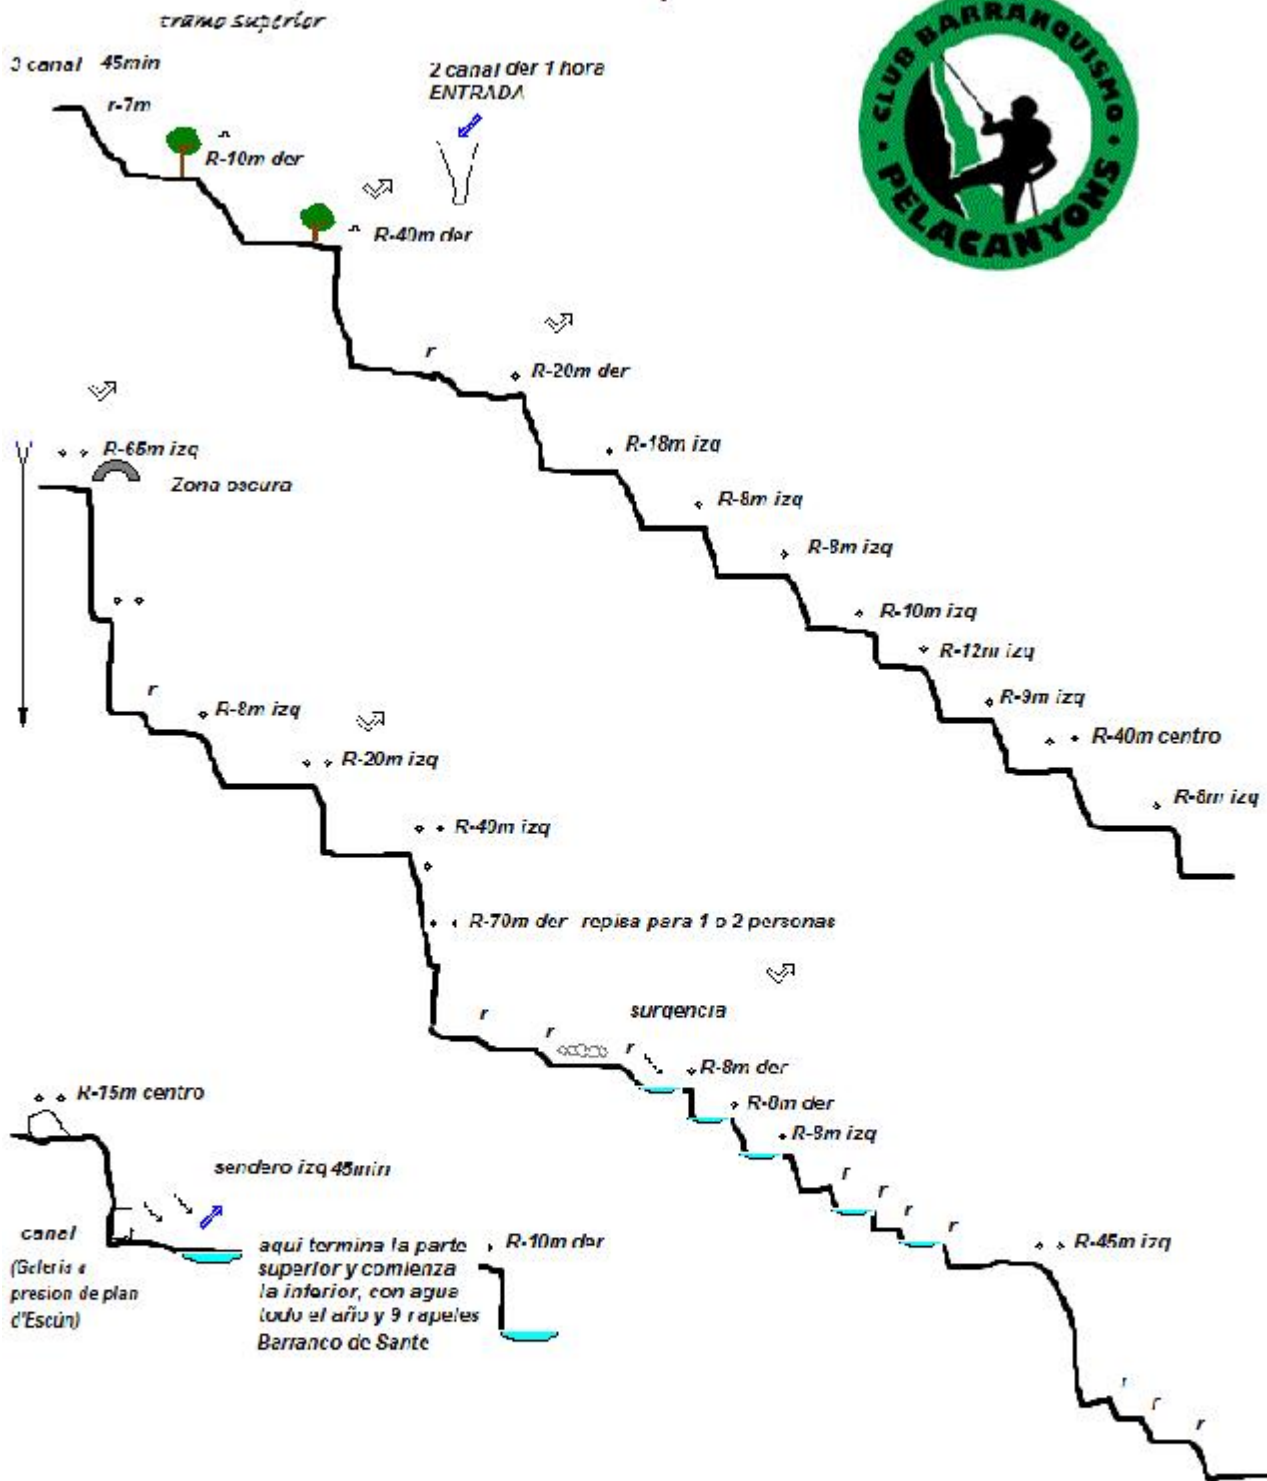 tramo superior
3 canal 45min
2 canal der 1 hora
ENTRADA
CLUB BARRANQUISMO
PELACANYONS
r-7m
R-10m der
R-40m der
r
R-20m der
R-65m izq
Zona oscura
R-18m izq
R-8m izq
R-8m izq
R-10m izq
R-12m izq
R-9m izq
R-40m centro
R-8m izq
r
R-8m izq
R-20m izq
R-40m izq
R-70m der repisa para 1 o 2 personas
surgencia
r
r
r
R-8m der
R-8m der
R-8m izq
r
r
r
r
R-45m izq
r
r
r
R-15m centro
sendero izq 45min
canal
(Galeria a
presion de plan
d'Escún)
aqui termina la parte
superior y comienza
la inferior, con agua
todo el año y 9 rapeles
Barranco de Sante
R-10m der